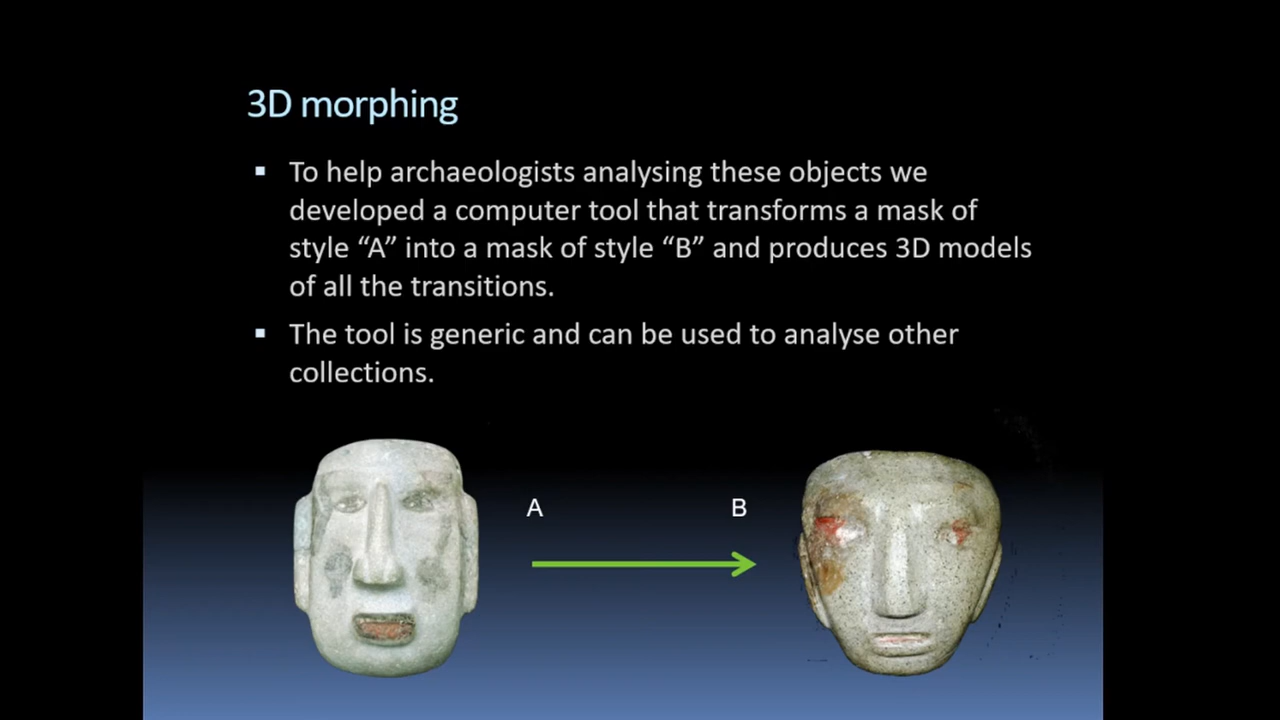 3D morphing
▪ To help archaeologists analysing these objects we
developed a computer tool that transforms a mask of
style “A” into a mask of style “B” and produces 3D models
of all the transitions.
▪ The tool is generic and can be used to analyse other
collections.
A
B